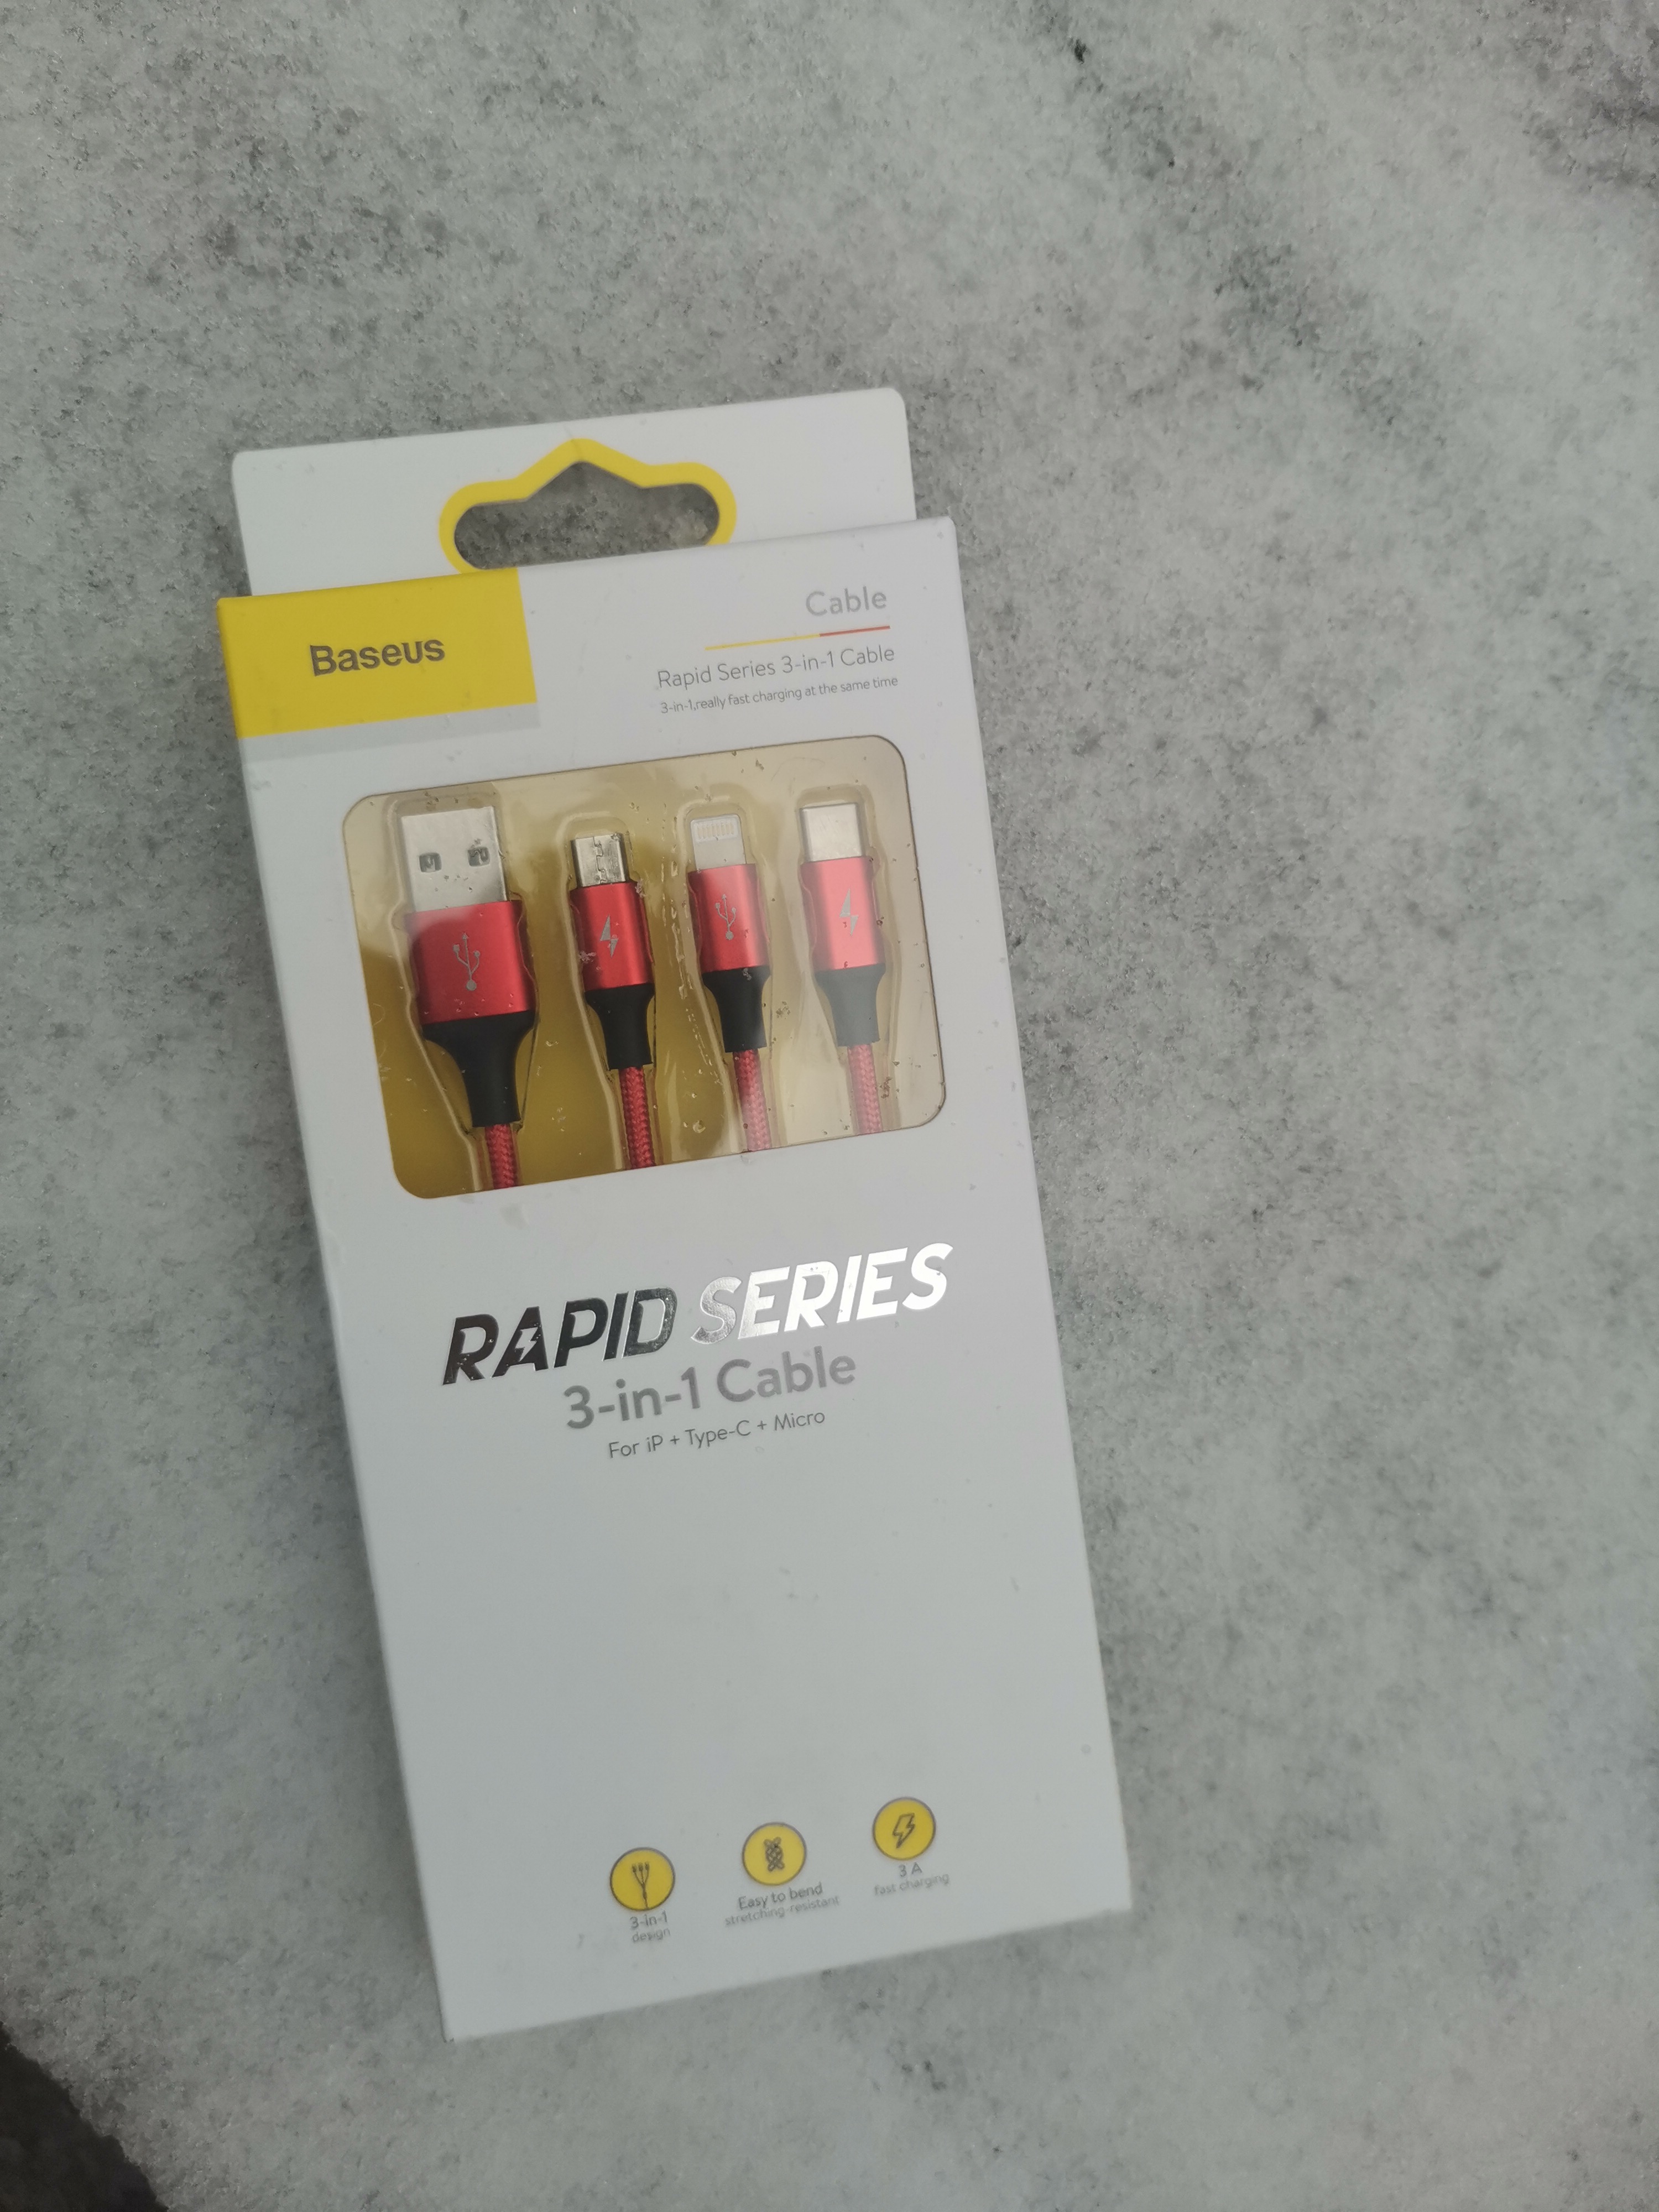 Baseus
Cable
Rapid Series 3-in-1 Cable
3-in-1,really fast charging at the same time
RAPID SERIES
3-in-1 Cable
For iP + Type-C + Micro
3-in-1
design
Easy to bend
stretching-resistant
3 A
fast charging